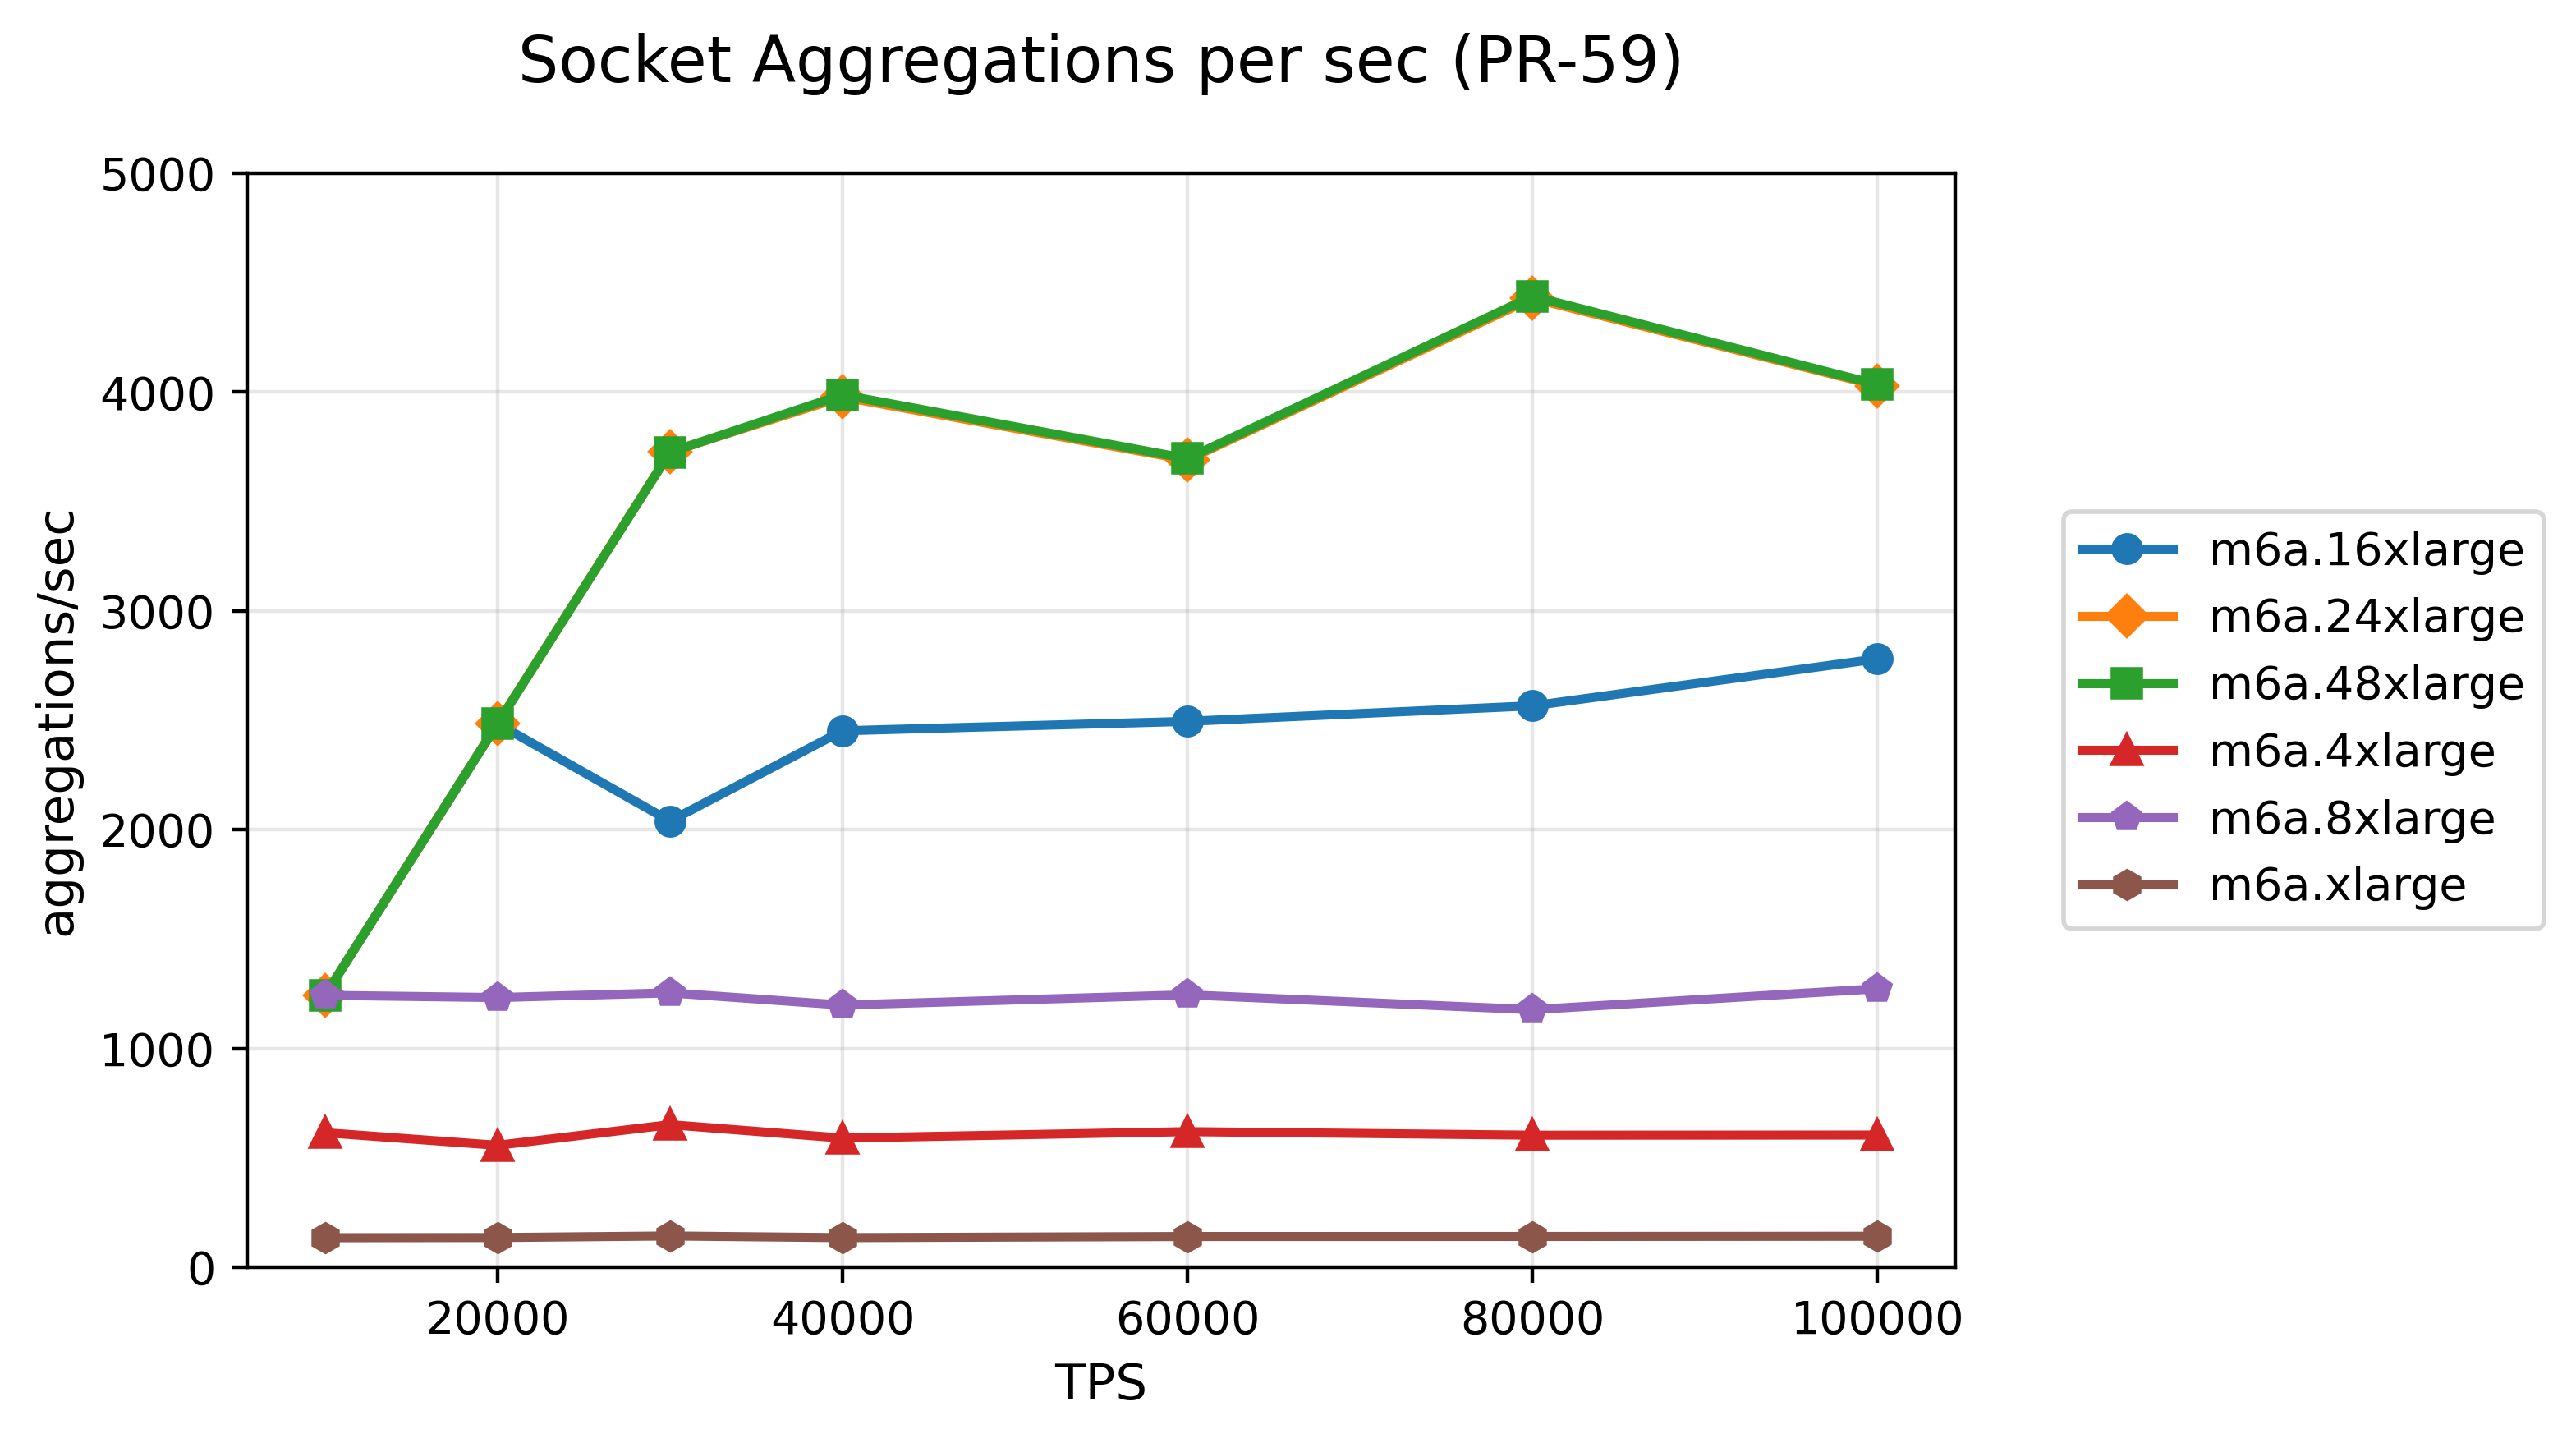 Socket Aggregations per sec (PR-59)
5000
4000
3000
2000
1000
0
aggregations/sec
20000 40000 60000 80000 100000
TPS
m6a.16xlarge
m6a.24xlarge
m6a.48xlarge
m6a.4xlarge
m6a.8xlarge
m6a.xlarge